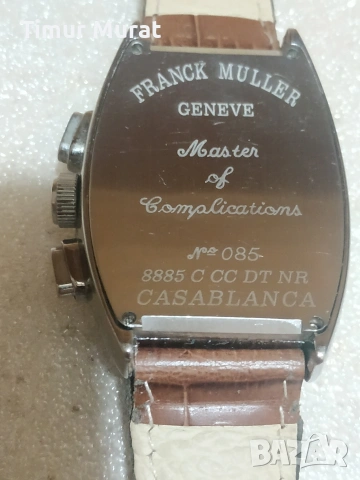 Timur Murat
FRANCK MULLER
GENEVE
Master
of
Complications
No 085
8885 C CC DT NR
CASABLANCA
BAZAR